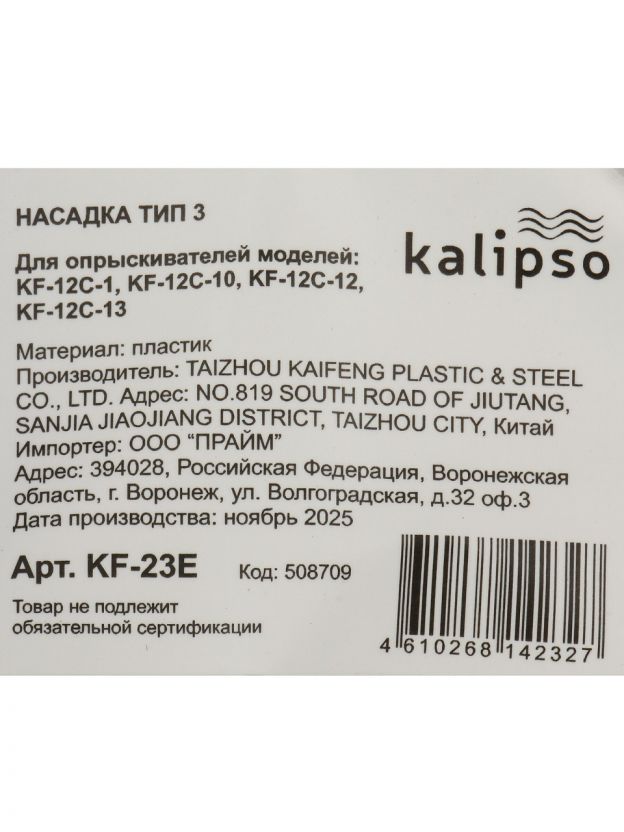 НАСАДКА ТИП 3
kalipso
Для опрыскивателей моделей:
KF-12C-1, KF-12C-10, KF-12C-12,
KF-12C-13
Материал: пластик
Производитель: TAIZHOU KAIFENG PLASTIC & STEEL
CO., LTD. Адрес: NO.819 SOUTH ROAD OF JIUTANG,
SANJIA JIAOJIANG DISTRICT, TAIZHOU CITY, Китай
Импортер: ООО "ПРАЙМ"
Адрес: 394028, Российская Федерация, Воронежская
область, г. Воронеж, ул. Волгоградская, д.32 оф.3
Дата производства: ноябрь 2025
Арт. KF-23E
Код: 508709
Товар не подлежит
обязательной сертификации
4 610268 142327